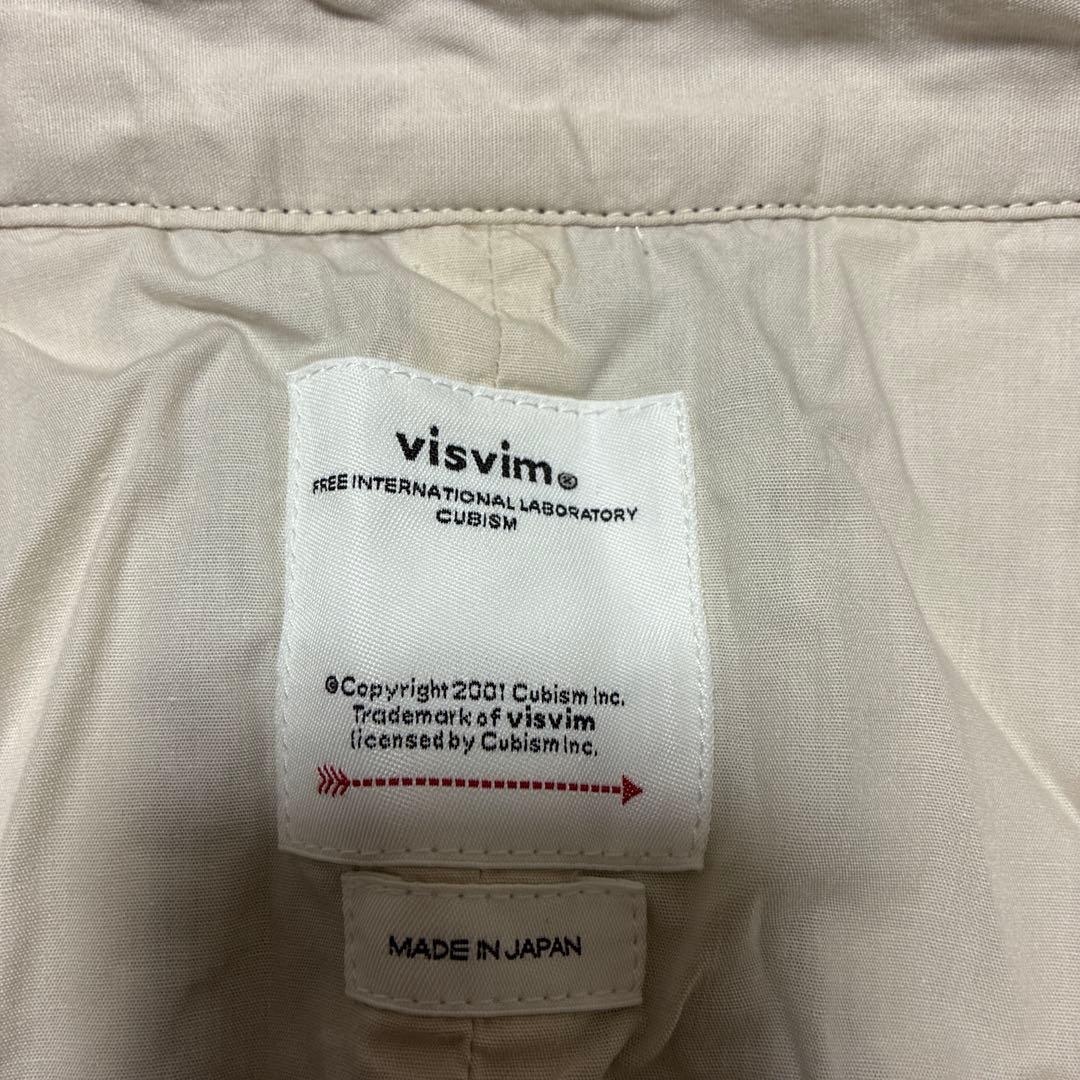 visvim®
FREE INTERNATIONAL LABORATORY
CUBISM
©Copyright 2001 Cubism Inc.
Trademark of visvim
licensed by Cubism Inc.
MADE IN JAPAN